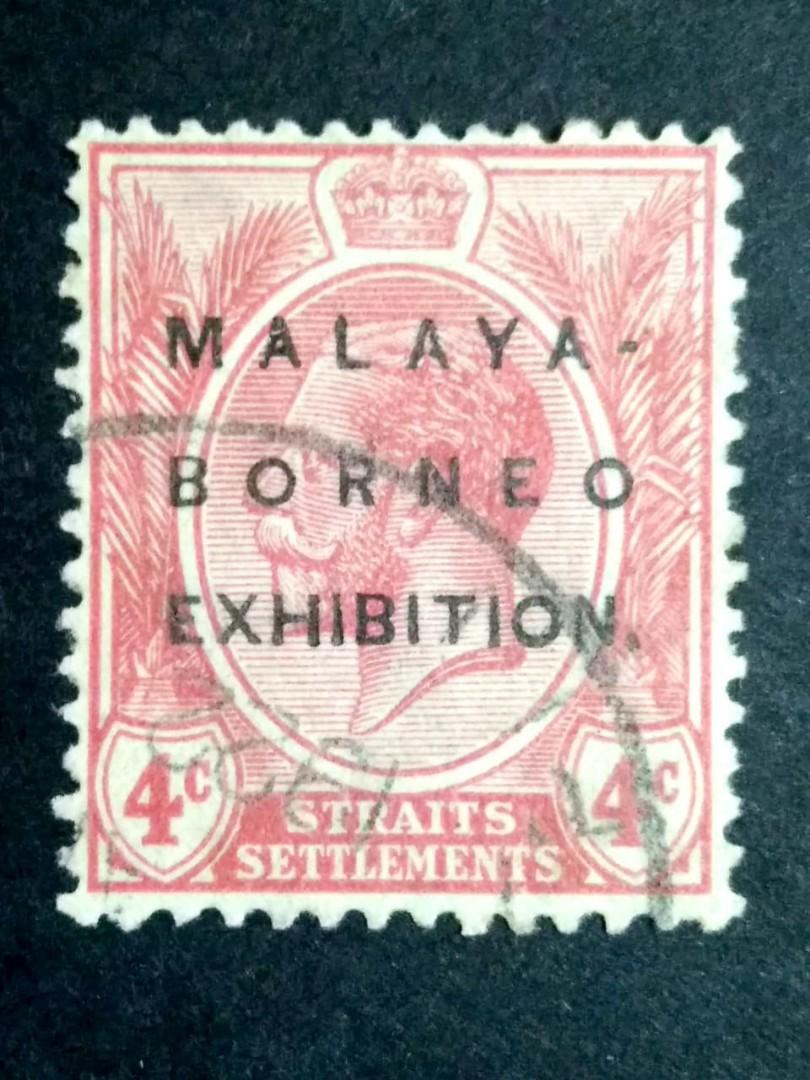 MALAYA-
BORNEO
EXHIBITION.
4c 4c
STRAITS
SETTLEMENTS